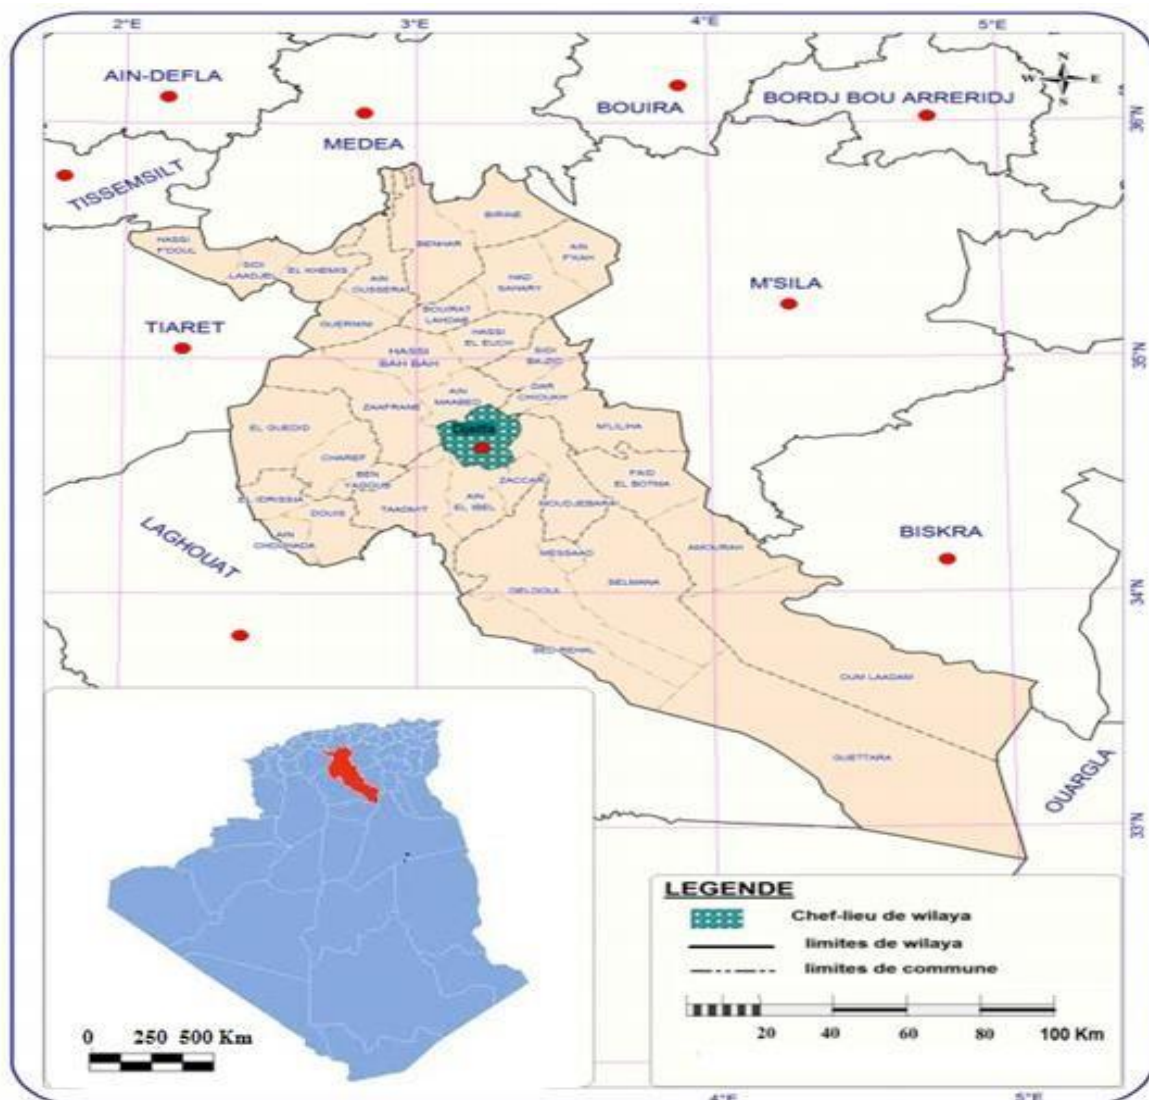 2°E
3°E
4°E
5°E
AIN-DEFLA
BOUIRA
BORDJ BOU ARRERIDJ
N
W
E
S
36°N
MEDEA
TISSEMSILT
BIRINE
HASSI
F'DOUL
SIDI
LAADJEL
EL KHEMIS
BENHAR
AIN
F'KAH
AIN
OUSSERA
HAD
SAHARY
M'SILA
BOUIRAT
LAHDAB
GUERNINI
TIARET
HASSI
EL EUCH
HASSI
BAH BAH
SIDI
BAIZID
35°N
DAR
CHIOUKH
AIN
MAABED
ZAAFRANE
EL GUEDID
Djelfa
M'LILIHA
CHAREF
BEN
YAGOUB
ZACCAR
FAID
EL BOTMA
EL IDRISSIA
DOUIS
TAADMIT
AIN
EL IBEL
MOUDJEBARA
AIN
CHOUHADA
LAGHOUAT
MESSAAD
AMOURAH
BISKRA
DELDOUL
SELMANA
34°N
SED-REHAL
OUM LAADAM
GUETTARA
OUARGLA
33°N
LEGENDE
Chef-lieu de wilaya
limites de wilaya
limites de commune
20 40 60 80 100 Km
0 250 500 Km
4°E
5°E